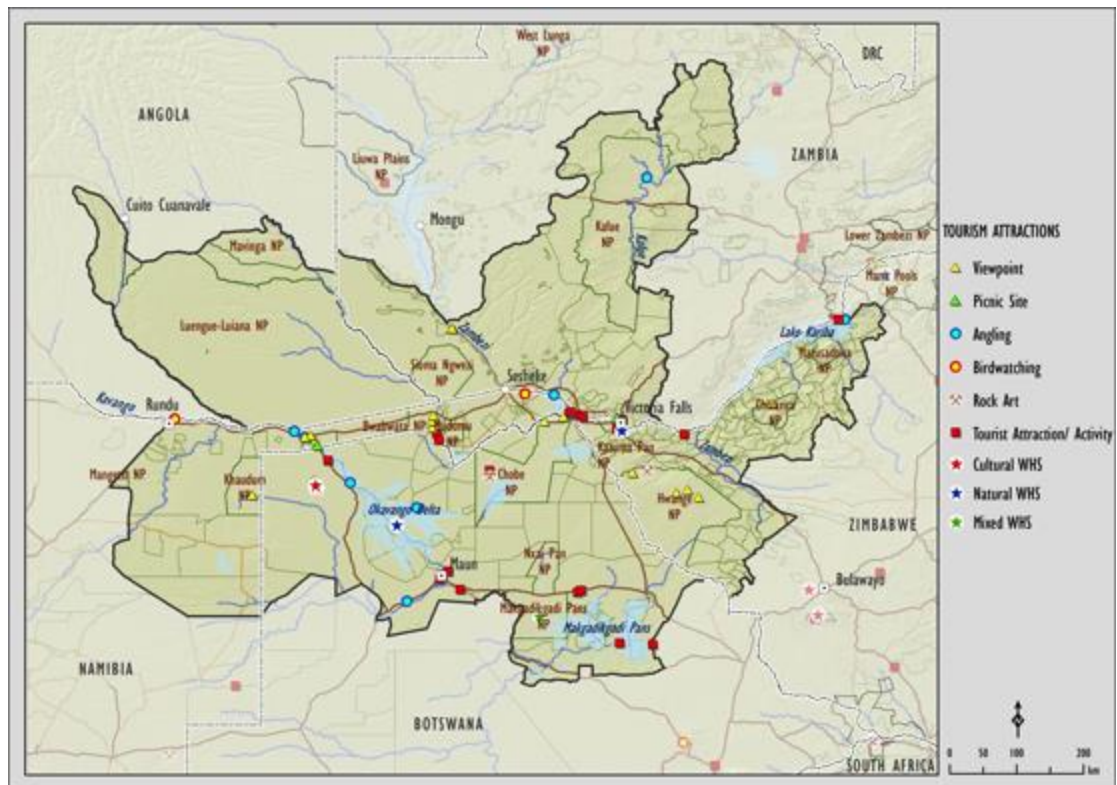 West Lunga
NP
DRC
ANGOLA
ZAMBIA
Liuwa Plains
NP
Cuito Cuanavale
Mongu
Kafue
NP
Mavinga NP
Lower Zambezi NP
Mana Pools
NP
Luengue-Luiana NP
Zambezi
Lake Kariba
Matusadona
NP
Sioma Ngwezi
NP
Sesheke
Chizarira
NP
Kavango
Rundu
Victoria Falls
Bwabwata NP
Mudumu
NP
Kazuma Pan
NP
Zambezi
Mangetti NP
Khaudum
NP
Chobe
NP
Hwange
NP
Okavango Delta
ZIMBABWE
Maun
Nxai-Pan
NP
Bulawayo
Makgadikgadi Pans
NP
Makgadikgadi Pans
NAMIBIA
BOTSWANA
SOUTH AFRICA
TOURISM ATTRACTIONS
Viewpoint
Picnic Site
Angling
Birdwatching
Rock Art
Tourist Attraction/ Activity
Cultural WHS
Natural WHS
Mixed WHS
0 50 100 200
km